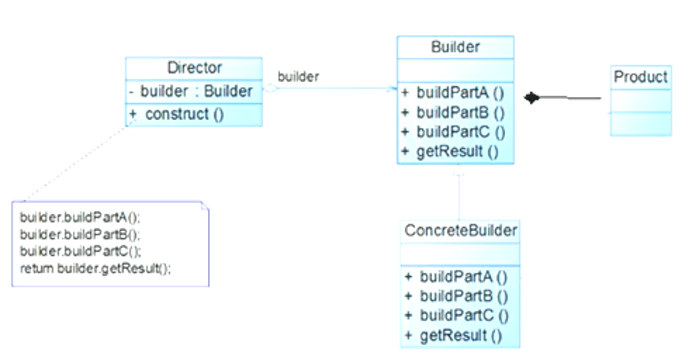 Director
- builder : Builder
+ construct ()
builder
Builder
+ buildPartA ()
+ buildPartB ()
+ buildPartC ()
+ getResult ()
Product
builder.buildPartA();
builder.buildPartB();
builder.buildPartC();
return builder.getResult();
ConcreteBuilder
+ buildPartA ()
+ buildPartB ()
+ buildPartC ()
+ getResult ()